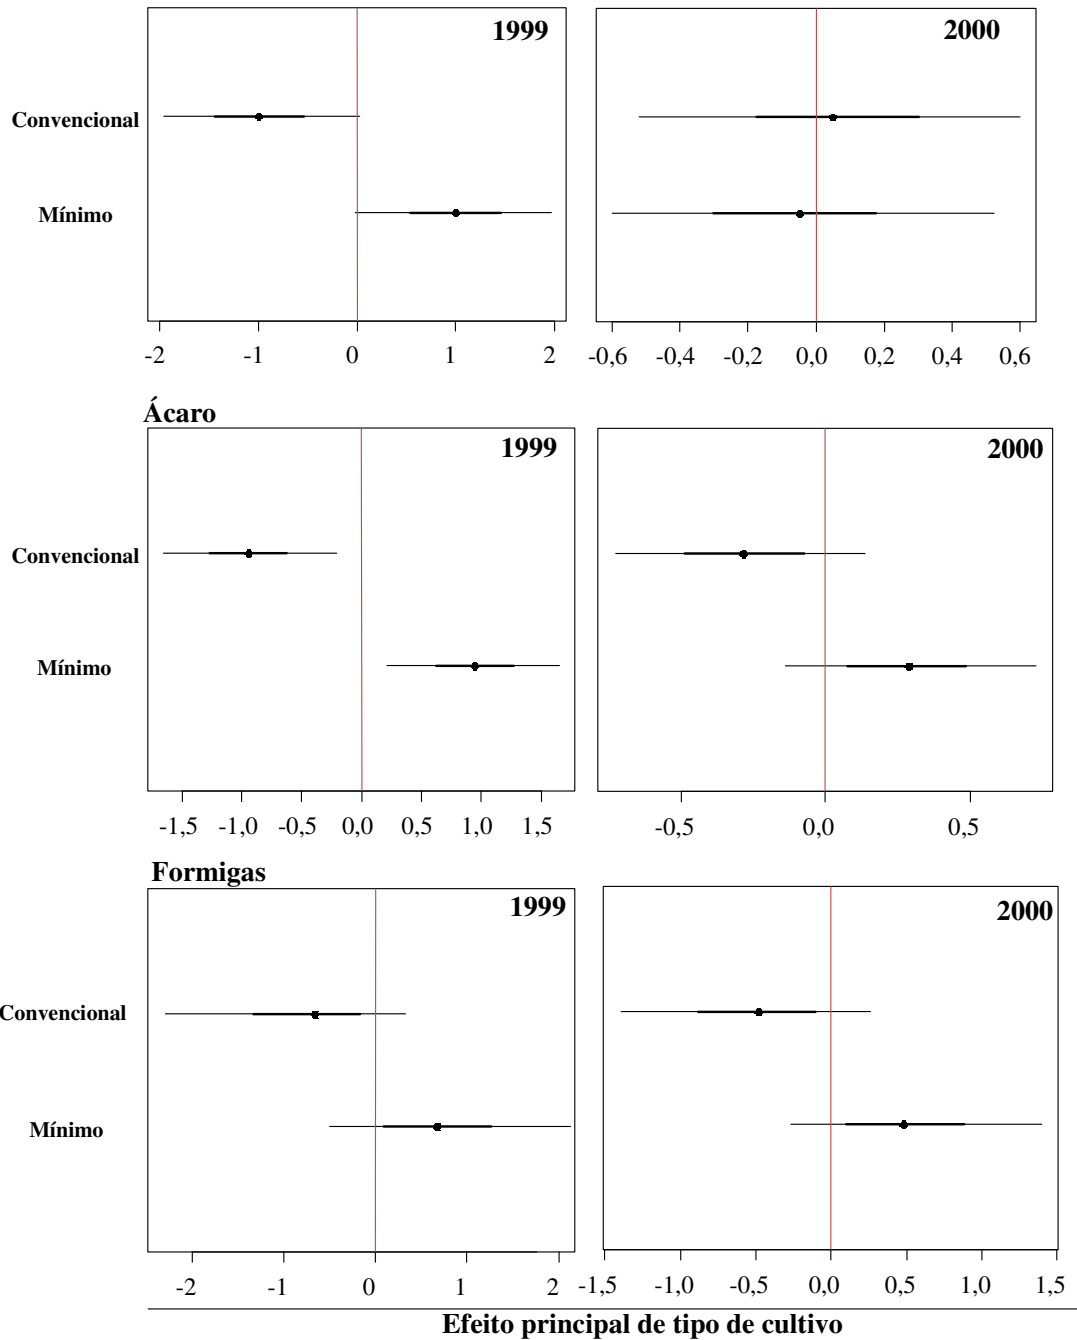 1999 2000
Convencional
Mínimo
-2 -1 0 1 2 -0,6 -0,4 -0,2 0,0 0,2 0,4 0,6
Ácaro
1999 2000
Convencional
Mínimo
-1,5 -1,0 -0,5 0,0 0,5 1,0 1,5 -0,5 0,0 0,5
Formigas
1999 2000
Convencional
Mínimo
-2 -1 0 1 2 -1,5 -1,0 -0,5 0,0 0,5 1,0 1,5
Efeito principal de tipo de cultivo